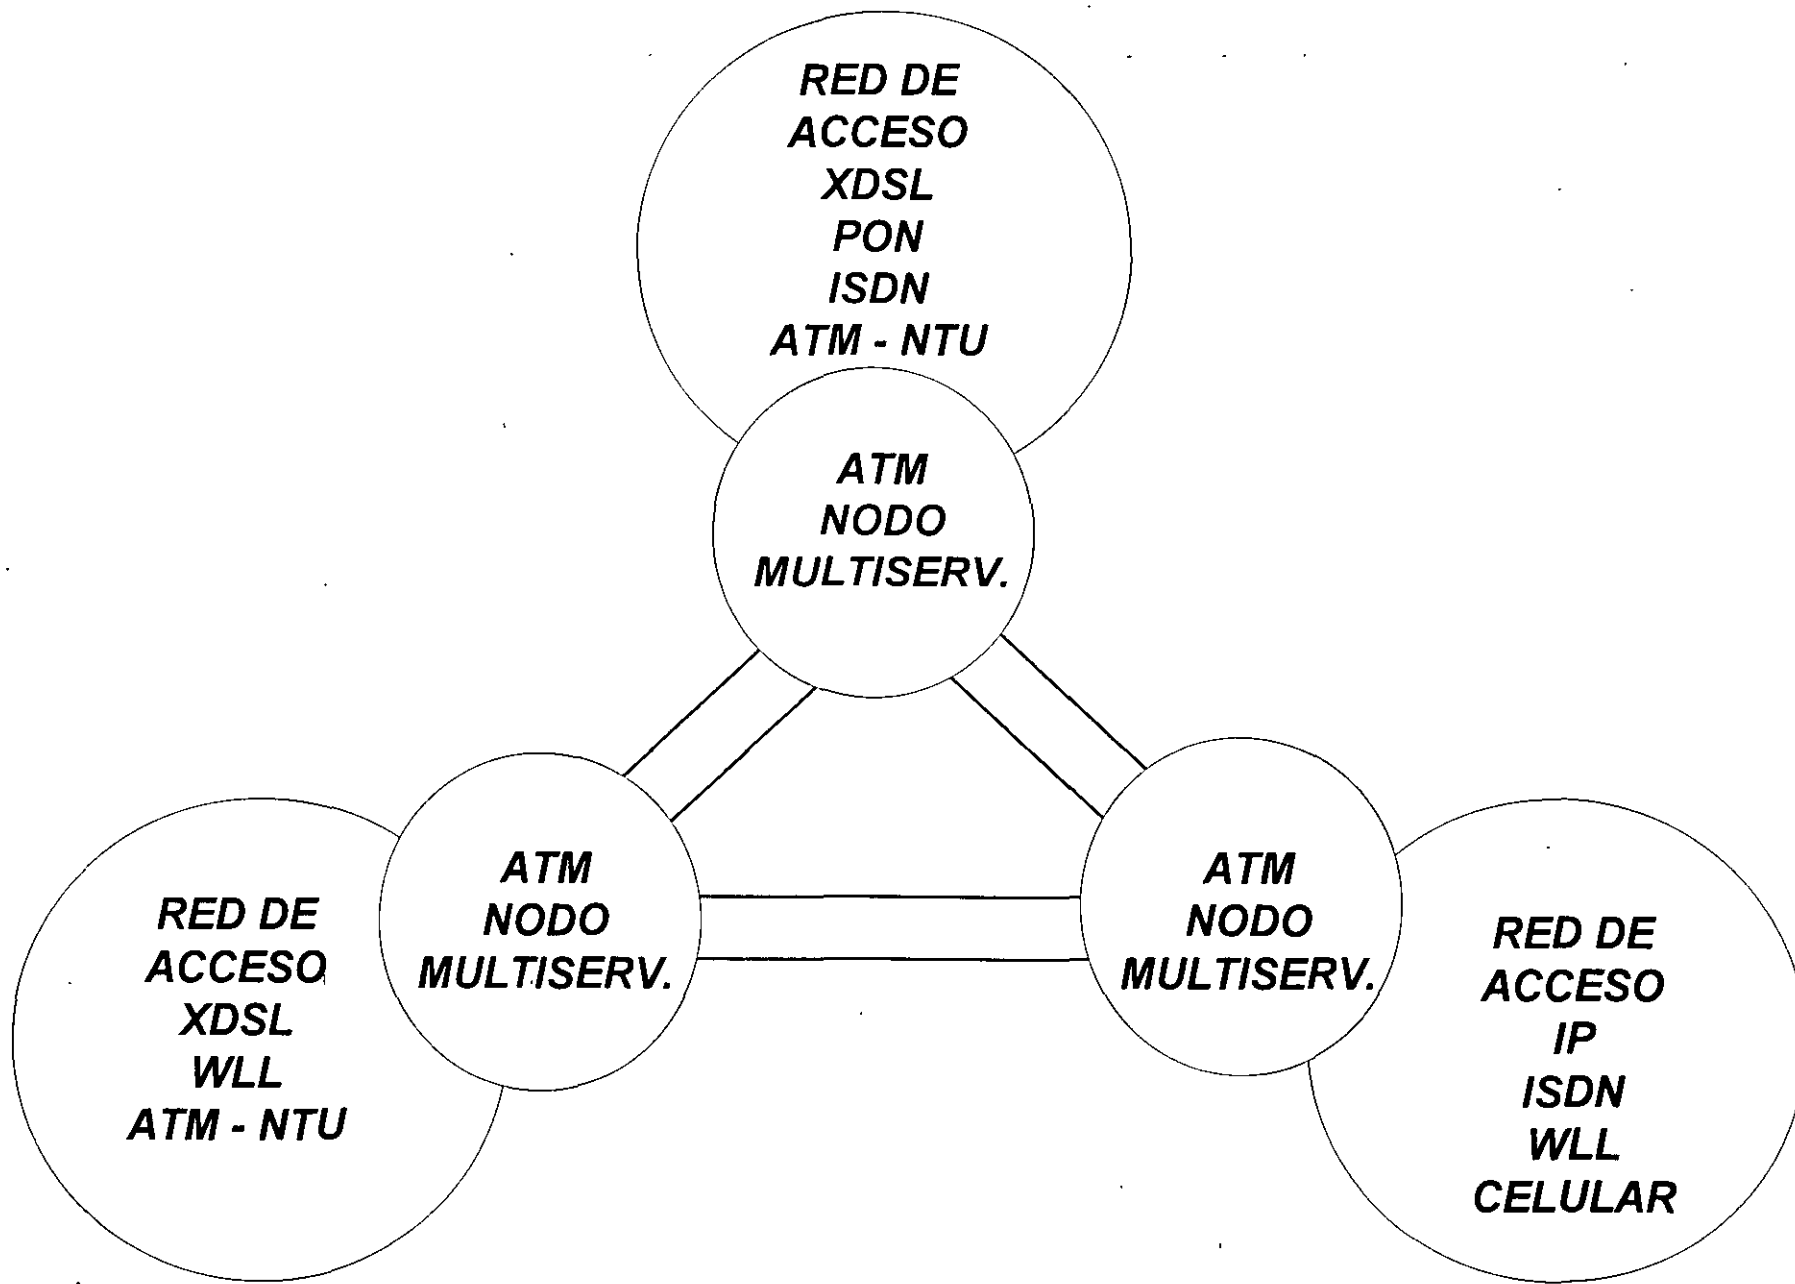 RED DE
ACCESO
XDSL
PON
ISDN
ATM - NTU
ATM
NODO
MULTISERV.
RED DE
ACCESO
XDSL
WLL
ATM - NTU
ATM
NODO
MULTISERV.
ATM
NODO
MULTISERV.
RED DE
ACCESO
IP
ISDN
WLL
CELULAR